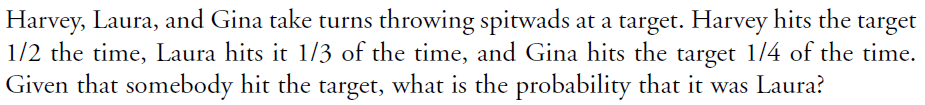 Harvey, Laura, and Gina take turns throwing spitwads at a target. Harvey hits the target
1/2 the time, Laura hits it 1/3 of the time, and Gina hits the target 1/4 of the time.
Given that somebody hit the target, what is the probability that it was Laura?